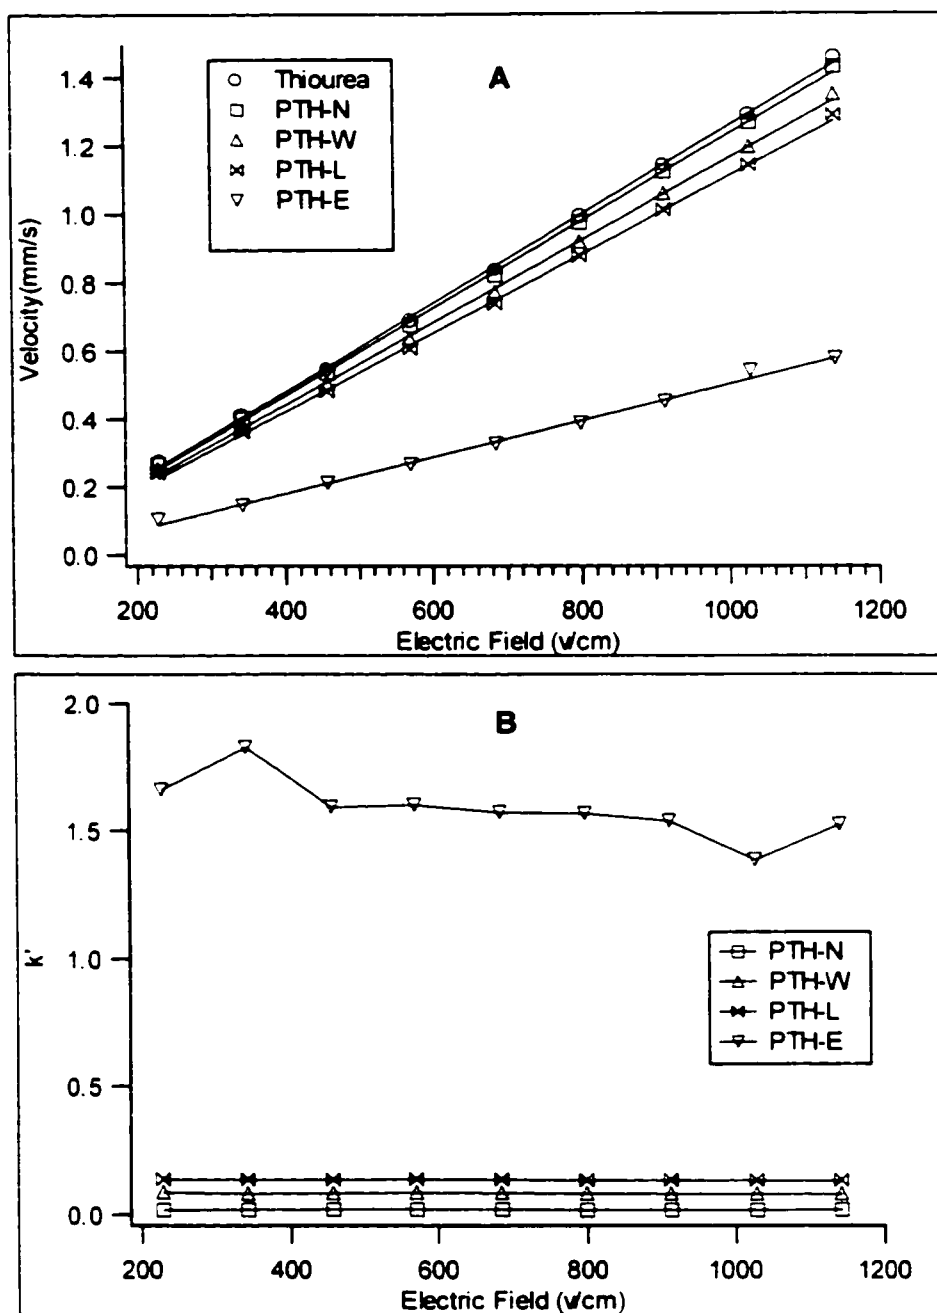 A
Thiourea
PTH-N
PTH-W
PTH-L
PTH-E
1.4
1.2
1.0
0.8
0.6
0.4
0.2
0.0
Velocity(mm/s)
200 400 600 800 1000 1200
Electric Field (v/cm)
B
2.0
1.5
1.0
0.5
0.0
k'
PTH-N
PTH-W
PTH-L
PTH-E
200 400 600 800 1000 1200
Electric Field (v/cm)